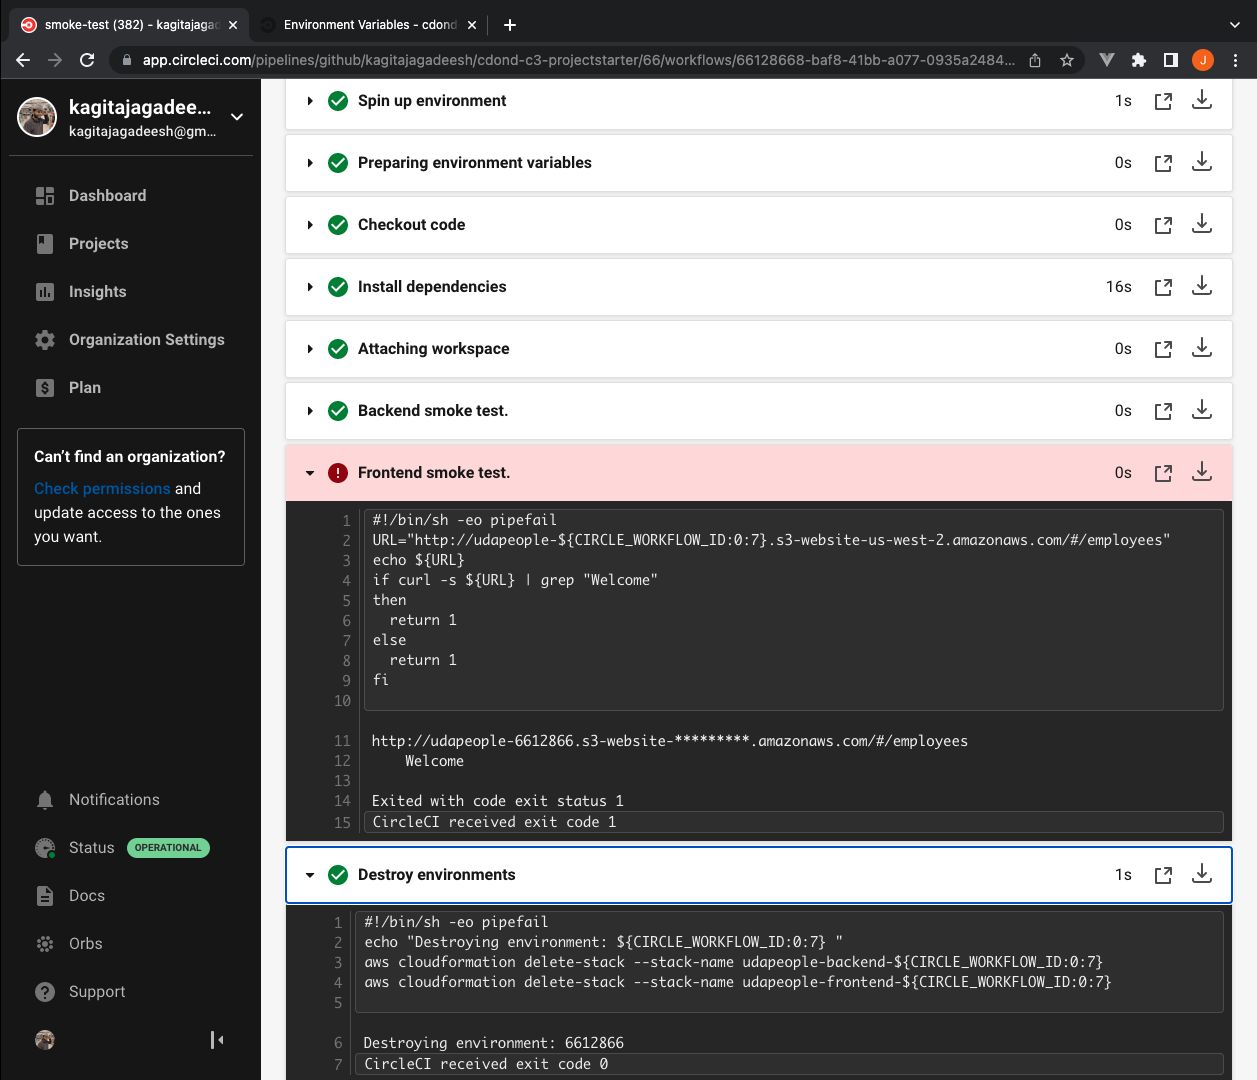 smoke-test (382) - kagitajagad
Environment Variables - cdond
app.circleci.com/pipelines/github/kagitajagadeesh/cdond-c3-projectstarter/66/workflows/66128668-baf8-41bb-a077-0935a2484...
J
kagitajagadee...
kagitajagadeesh@gm...
Dashboard
Projects
Insights
Organization Settings
Plan
Can't find an organization?
Check permissions and
update access to the ones
you want.
Notifications
Status OPERATIONAL
Docs
Orbs
Support
Spin up environment 1s
Preparing environment variables 0s
Checkout code 0s
Install dependencies 16s
Attaching workspace 0s
Backend smoke test. 0s
Frontend smoke test. 0s
1 #!/bin/sh -eo pipefail
2 URL="http://udapeople-${CIRCLE_WORKFLOW_ID:0:7}.s3-website-us-west-2.amazonaws.com/#/employees"
3 echo ${URL}
4 if curl -s ${URL} | grep "Welcome"
5 then
6 return 1
7 else
8 return 1
9 fi
10
11 http://udapeople-6612866.s3-website-*********.amazonaws.com/#/employees
12 Welcome
13
14 Exited with code exit status 1
15 CircleCI received exit code 1
Destroy environments 1s
1 #!/bin/sh -eo pipefail
2 echo "Destroying environment: ${CIRCLE_WORKFLOW_ID:0:7} "
3 aws cloudformation delete-stack --stack-name udapeople-backend-${CIRCLE_WORKFLOW_ID:0:7}
4 aws cloudformation delete-stack --stack-name udapeople-frontend-${CIRCLE_WORKFLOW_ID:0:7}
5
6 Destroying environment: 6612866
7 CircleCI received exit code 0